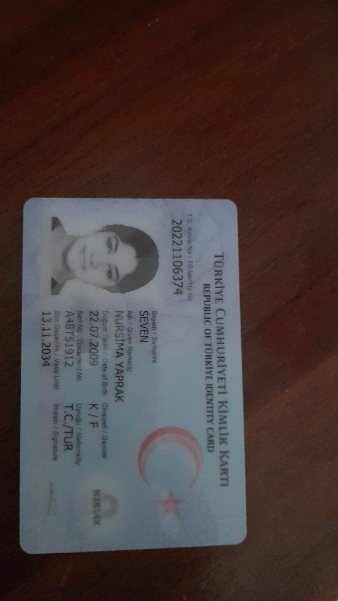 TÜRKİYE CUMHURİYETİ KİMLİK KARTI
REPUBLIC OF TÜRKİYE IDENTITY CARD
T.C. Kimlik No / TR Identity No
20221106374
Soyadı / Surname
SEVEN
Adı / Given Name(s)
NURŞİMA YAPRAK
Doğum Tarihi / Date of Birth
22.07.2009
Cinsiyeti / Gender
K / F
Seri No / Document No
A48T51912
Uyruğu / Nationality
T.C./TUR
Son Geçerlilik / Valid Until
13.11.2034
İmzası / Signature